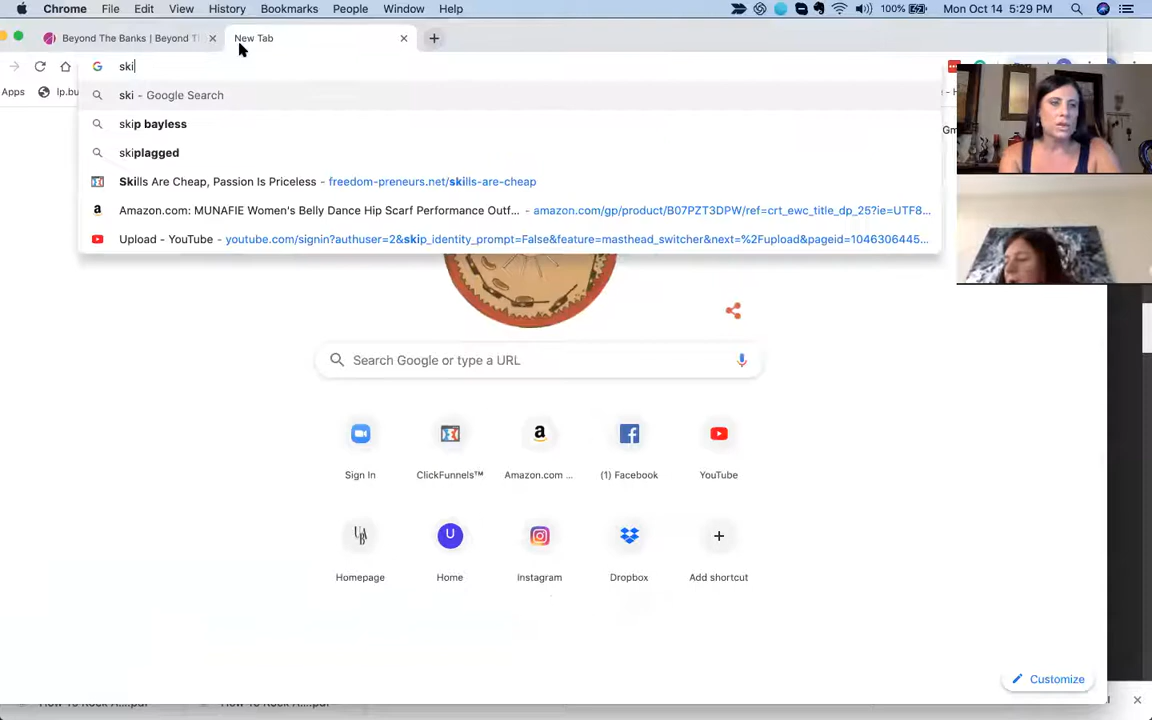 Chrome File Edit View History Bookmarks People Window Help 100% Mon Oct 14 5:29 PM
Beyond The Banks | Beyond T
New Tab
ski
Apps lp.bu
ski - Google Search
Gm
skip bayless
skiplagged
Skills Are Cheap, Passion Is Priceless - freedom-preneurs.net/skills-are-cheap
a Amazon.com: MUNAFIE Women's Belly Dance Hip Scarf Performance Outf... - amazon.com/gp/product/B07PZT3DPW/ref=crt_ewc_title_dp_25?ie=UTF8...
Upload - YouTube - youtube.com/signin?authuser=2&skip_identity_prompt=False&feature=masthead_switcher&next=%2Fupload&pageid=1046306445...
Search Google or type a URL
Sign In ClickFunnels™ Amazon.com ... (1) Facebook YouTube
U
Homepage Home Instagram Dropbox Add shortcut
Customize